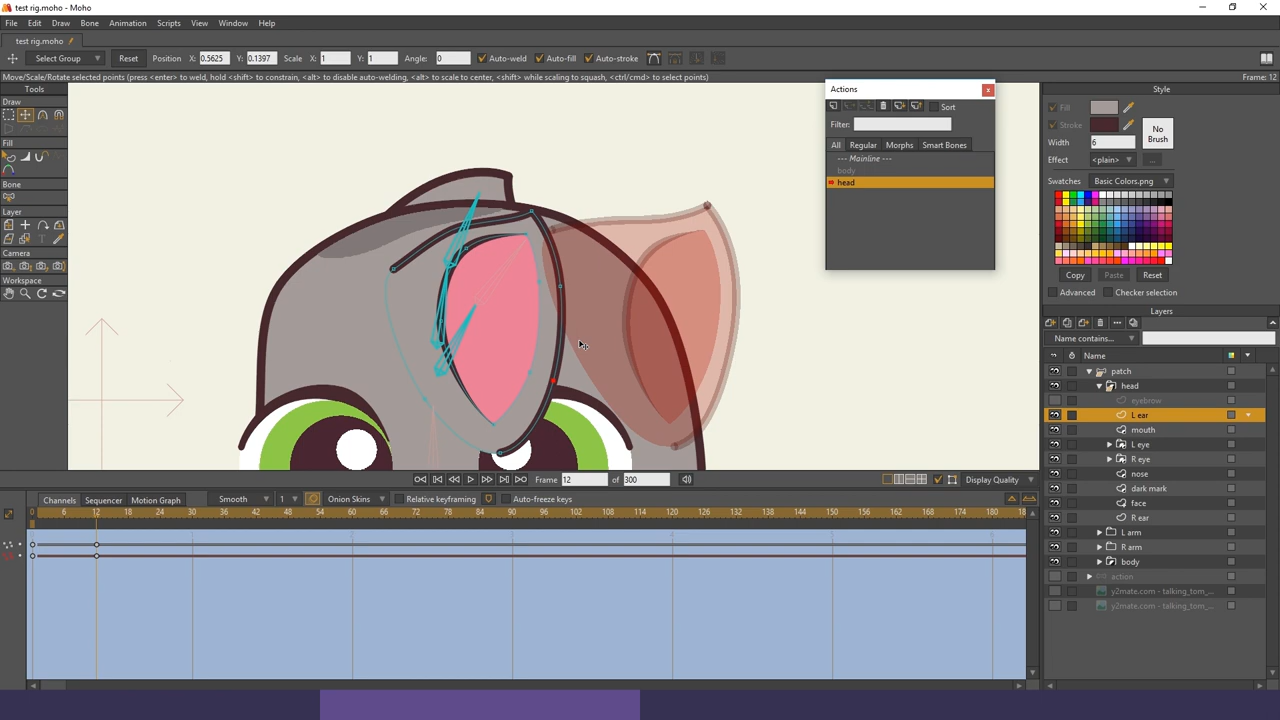 test rig.moho - Moho
File Edit Draw Bone Animation Scripts View Window Help
test rig.moho
Select Group Reset Position X: 0.5625 Y: 0.1397 Scale X: 1 Y: 1 Angle: 0 Auto-weld Auto-fill Auto-stroke
Move/Scale/Rotate selected points (press <enter> to weld, hold <shift> to constrain, <alt> to disable auto-welding, <alt> to scale to center, <shift> while scaling to squash, <ctrl/cmd> to select points) Frame: 12
Tools
Draw
Fill
Bone
Layer
Camera
Workspace
Actions
Sort
Filter:
All Regular Morphs Smart Bones
--- Mainline ---
body
head
Style
Fill
Stroke
No Brush
Width 6
Effect <plain> ...
Swatches Basic Colors.png
Copy Paste Reset
Advanced Checker selection
Layers
Name contains...
Name
patch
head
eyebrow
L ear
mouth
L eye
R eye
nose
dark mark
face
R ear
L arm
R arm
body
action
y2mate.com - talking_tom_...
y2mate.com - talking_tom_...
Frame 12 of 300 Display Quality
Channels Sequencer Motion Graph Smooth 1 Onion Skins Relative keyframing Auto-freeze keys
0 6 12 18 24 30 36 42 48 54 60 66 72 78 84 90 96 102 108 114 120 126 132 138 144 150 156 162 168 174 180 18